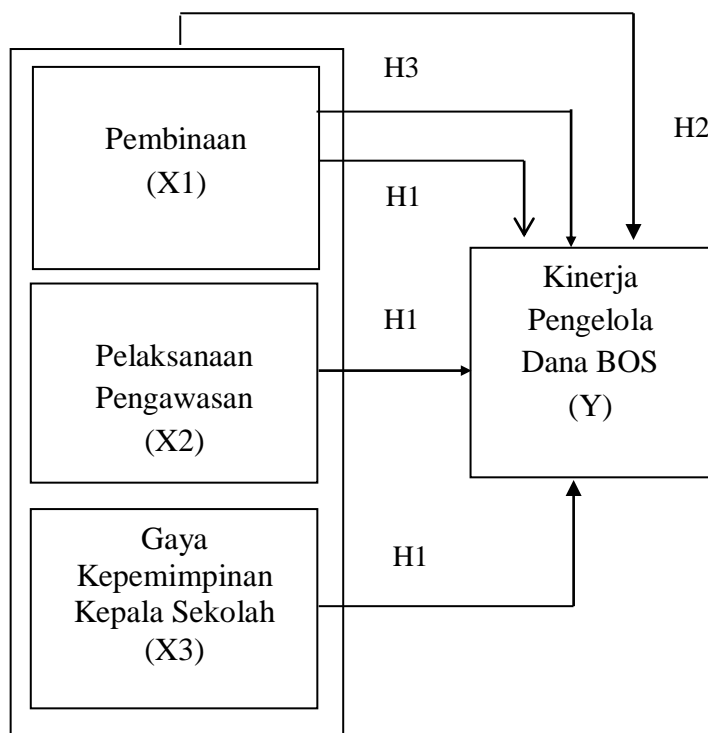 H3
H2
Pembinaan
(X1)
H1
Kinerja
Pengelola
Dana BOS
(Y)
H1
Pelaksanaan
Pengawasan
(X2)
Gaya
Kepemimpinan
Kepala Sekolah
(X3)
H1